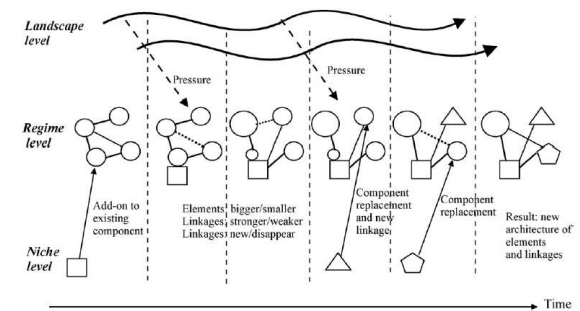 Landscape
level
Pressure
Pressure
Regime
level
Add-on to
existing
component
Elements: bigger/smaller
Linkages: stronger/weaker
Linkages: new/disappear
Component
replacement
and new
linkage
Component
replacement
Result: new
architecture of
elements
and linkages
Niche
level
Time